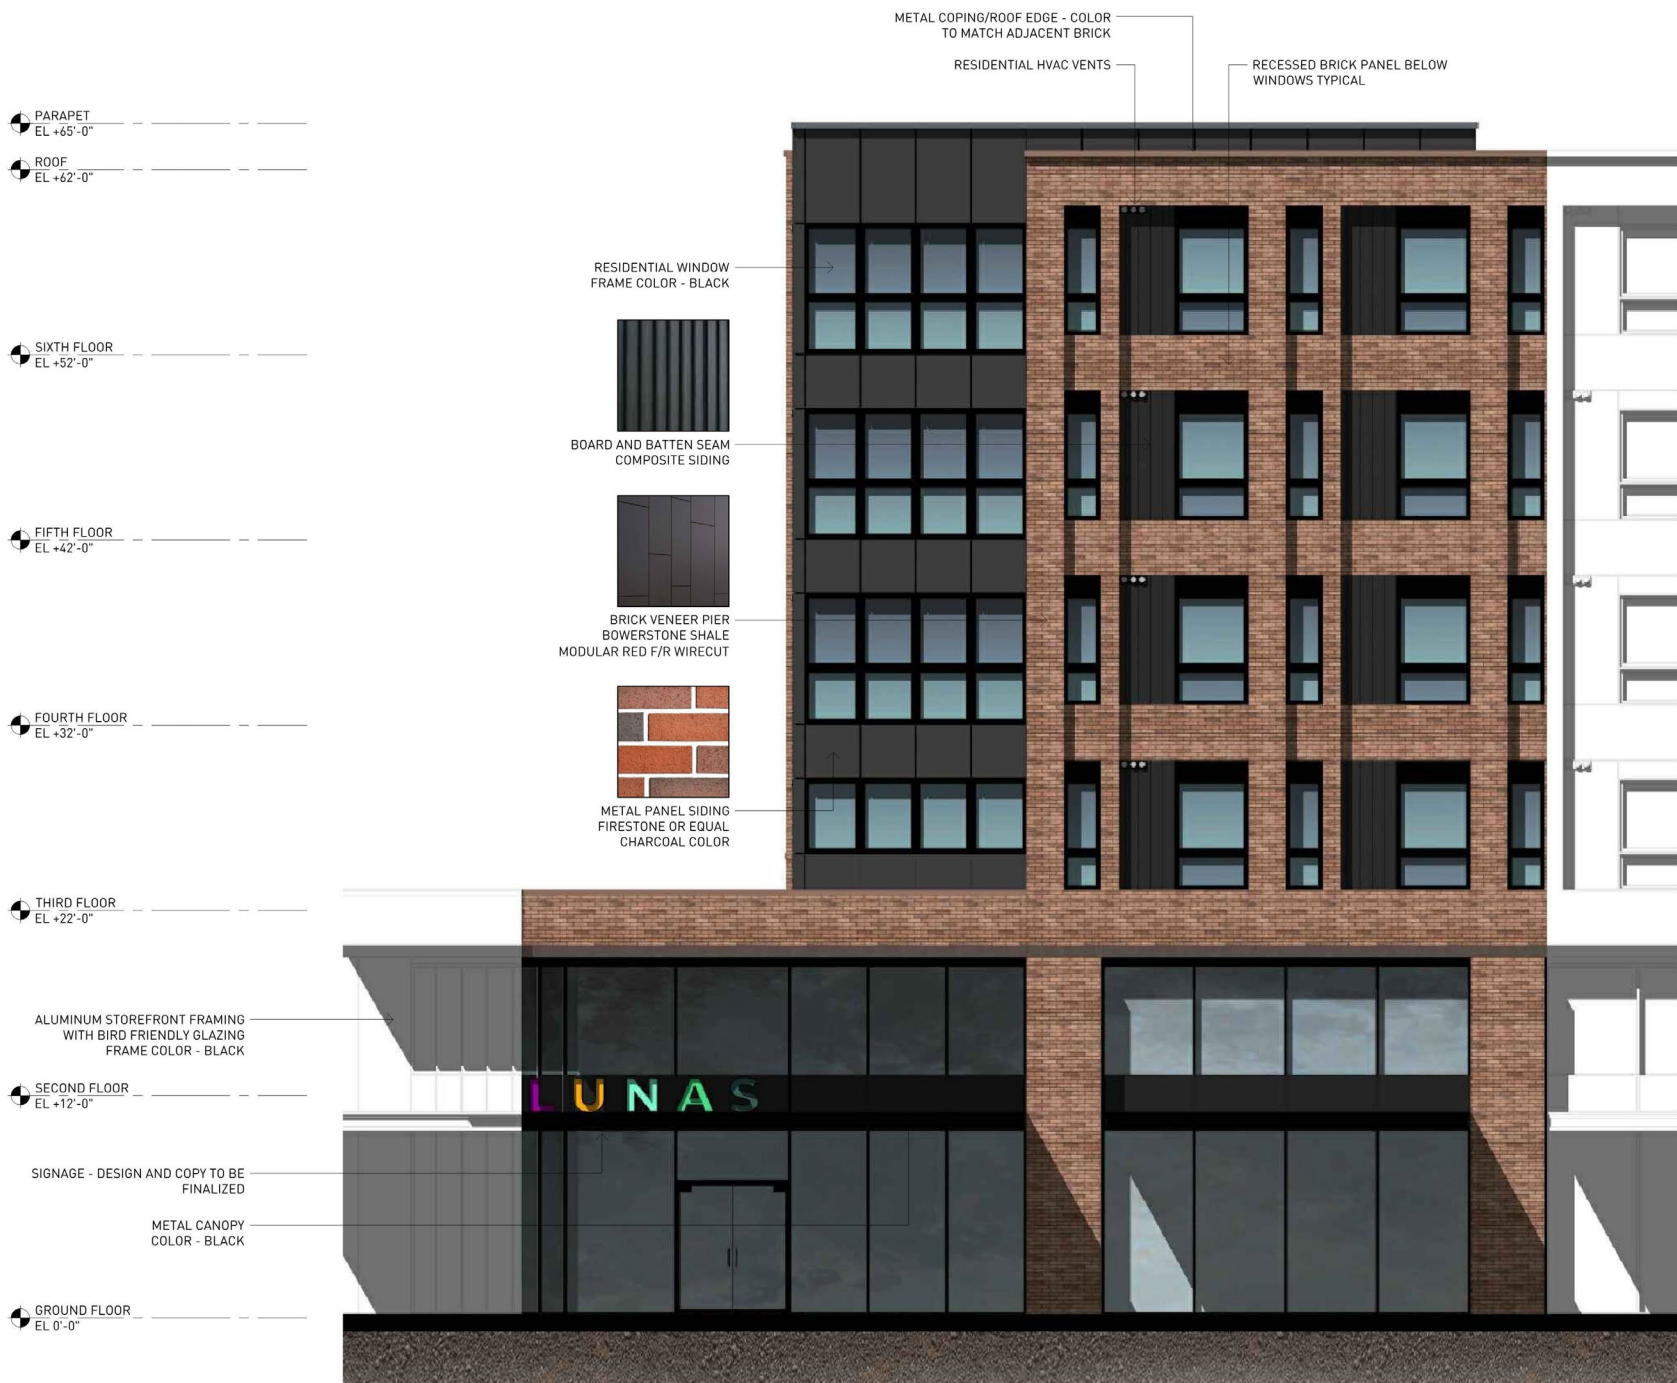 METAL COPING/ROOF EDGE - COLOR
TO MATCH ADJACENT BRICK
RESIDENTIAL HVAC VENTS
RECESSED BRICK PANEL BELOW
WINDOWS TYPICAL
PARAPET
EL +65'-0"
ROOF
EL +62'-0"
RESIDENTIAL WINDOW
FRAME COLOR - BLACK
SIXTH FLOOR
EL +52'-0"
BOARD AND BATTEN SEAM
COMPOSITE SIDING
FIFTH FLOOR
EL +42'-0"
BRICK VENEER PIER
BOWERSTONE SHALE
MODULAR RED F/R WIRECUT
FOURTH FLOOR
EL +32'-0"
METAL PANEL SIDING
FIRESTONE OR EQUAL
CHARCOAL COLOR
THIRD FLOOR
EL +22'-0"
ALUMINUM STOREFRONT FRAMING
WITH BIRD FRIENDLY GLAZING
FRAME COLOR - BLACK
SECOND FLOOR
EL +12'-0"
LUNAS
SIGNAGE - DESIGN AND COPY TO BE
FINALIZED
METAL CANOPY
COLOR - BLACK
GROUND FLOOR
EL 0'-0"